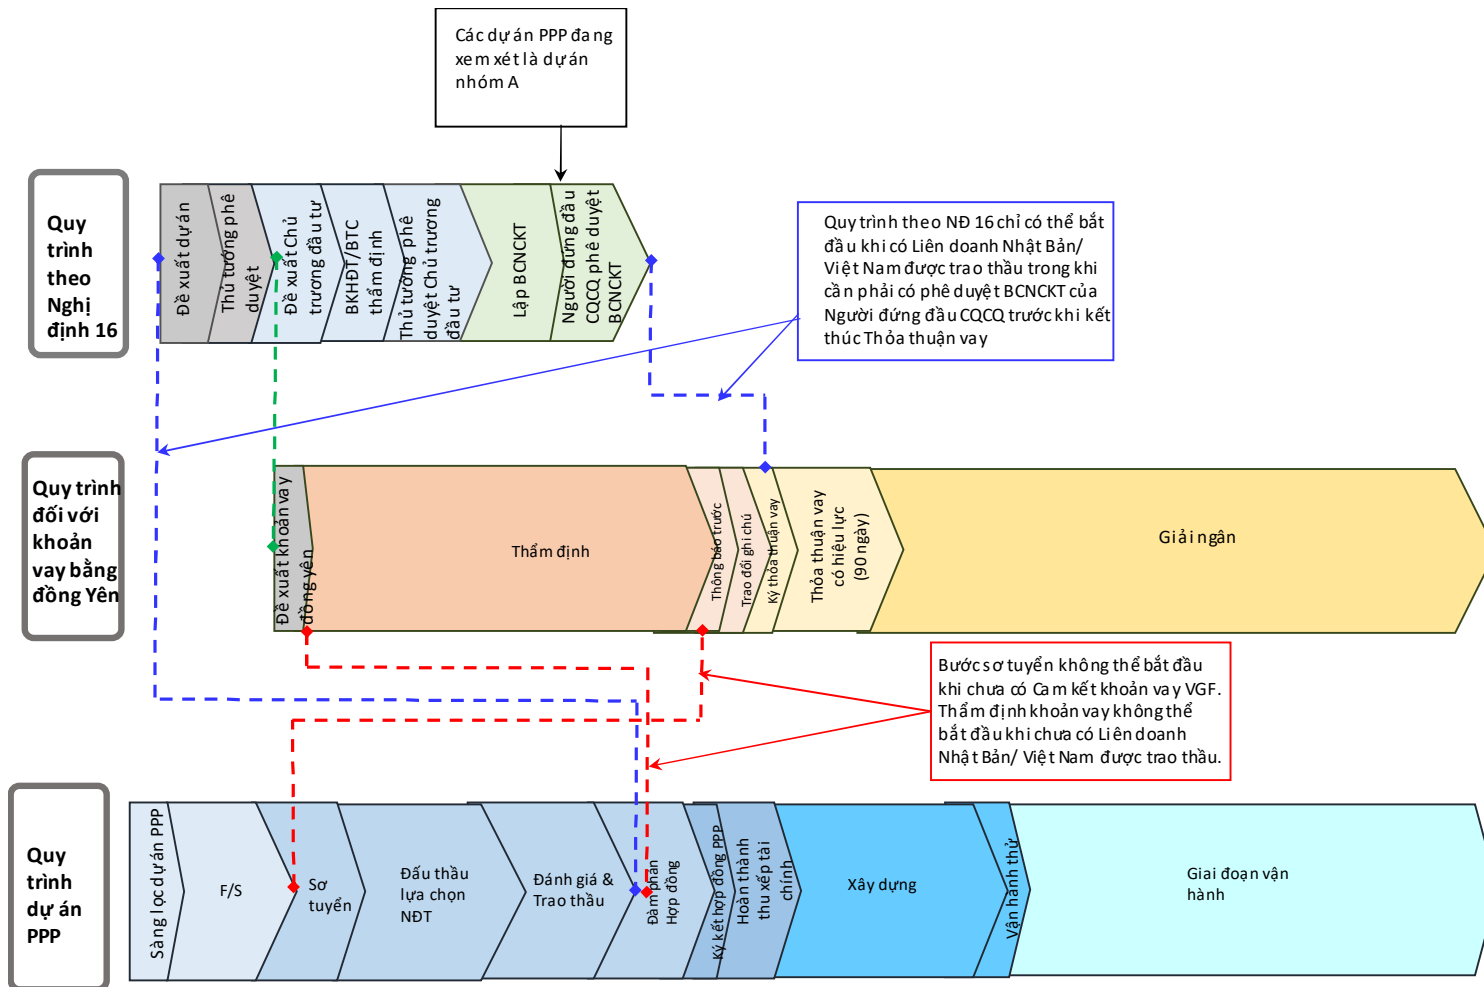 Các dự án PPP đang
xem xét là dự án
nhóm A
Quy
trình
theo
Nghị
định 16
Đề xuất dự án
Thủ tướng phê
duyệt
Đề xuất Chủ
trương đầu tư
BKHĐT/BTC
thẩm định
Thủ tướng phê
duyệt Chủ trương
đầu tư
Lập BCNCKT
Người đứng đầu
CQCQ phê duyệt
BCNCKT
Quy trình theo NĐ 16 chỉ có thể bắt
đầu khi có Liên doanh Nhật Bản/
Việt Nam được trao thầu trong khi
cần phải có phê duyệt BCNCKT của
Người đứng đầu CQCQ trước khi kết
thúc Thỏa thuận vay
Quy trình
đối với
khoản
vay bằng
đồng Yên
Đề xuất khoản vay
đồng yên
Thẩm định
Thông báo trước
Trao đổi ghi chú
Ký thỏa thuận vay
Thỏa thuận vay
có hiệu lực
(90 ngày)
Giải ngân
Bước sơ tuyển không thể bắt đầu
khi chưa có Cam kết khoản vay VGF.
Thẩm định khoản vay không thể
bắt đầu khi chưa có Liên doanh
Nhật Bản/ Việt Nam được trao thầu.
Quy
trình
dự án
PPP
Sàng lọc dự án PPP
F/S
Sơ
tuyển
Đấu thầu
lựa chọn
NĐT
Đánh giá &
Trao thầu
Đàm phán
Hợp đồng
Ký kết hợp đồng PPP
Hoàn thành
thu xếp tài
chính
Xây dựng
Vận hành thử
Giai đoạn vận
hành